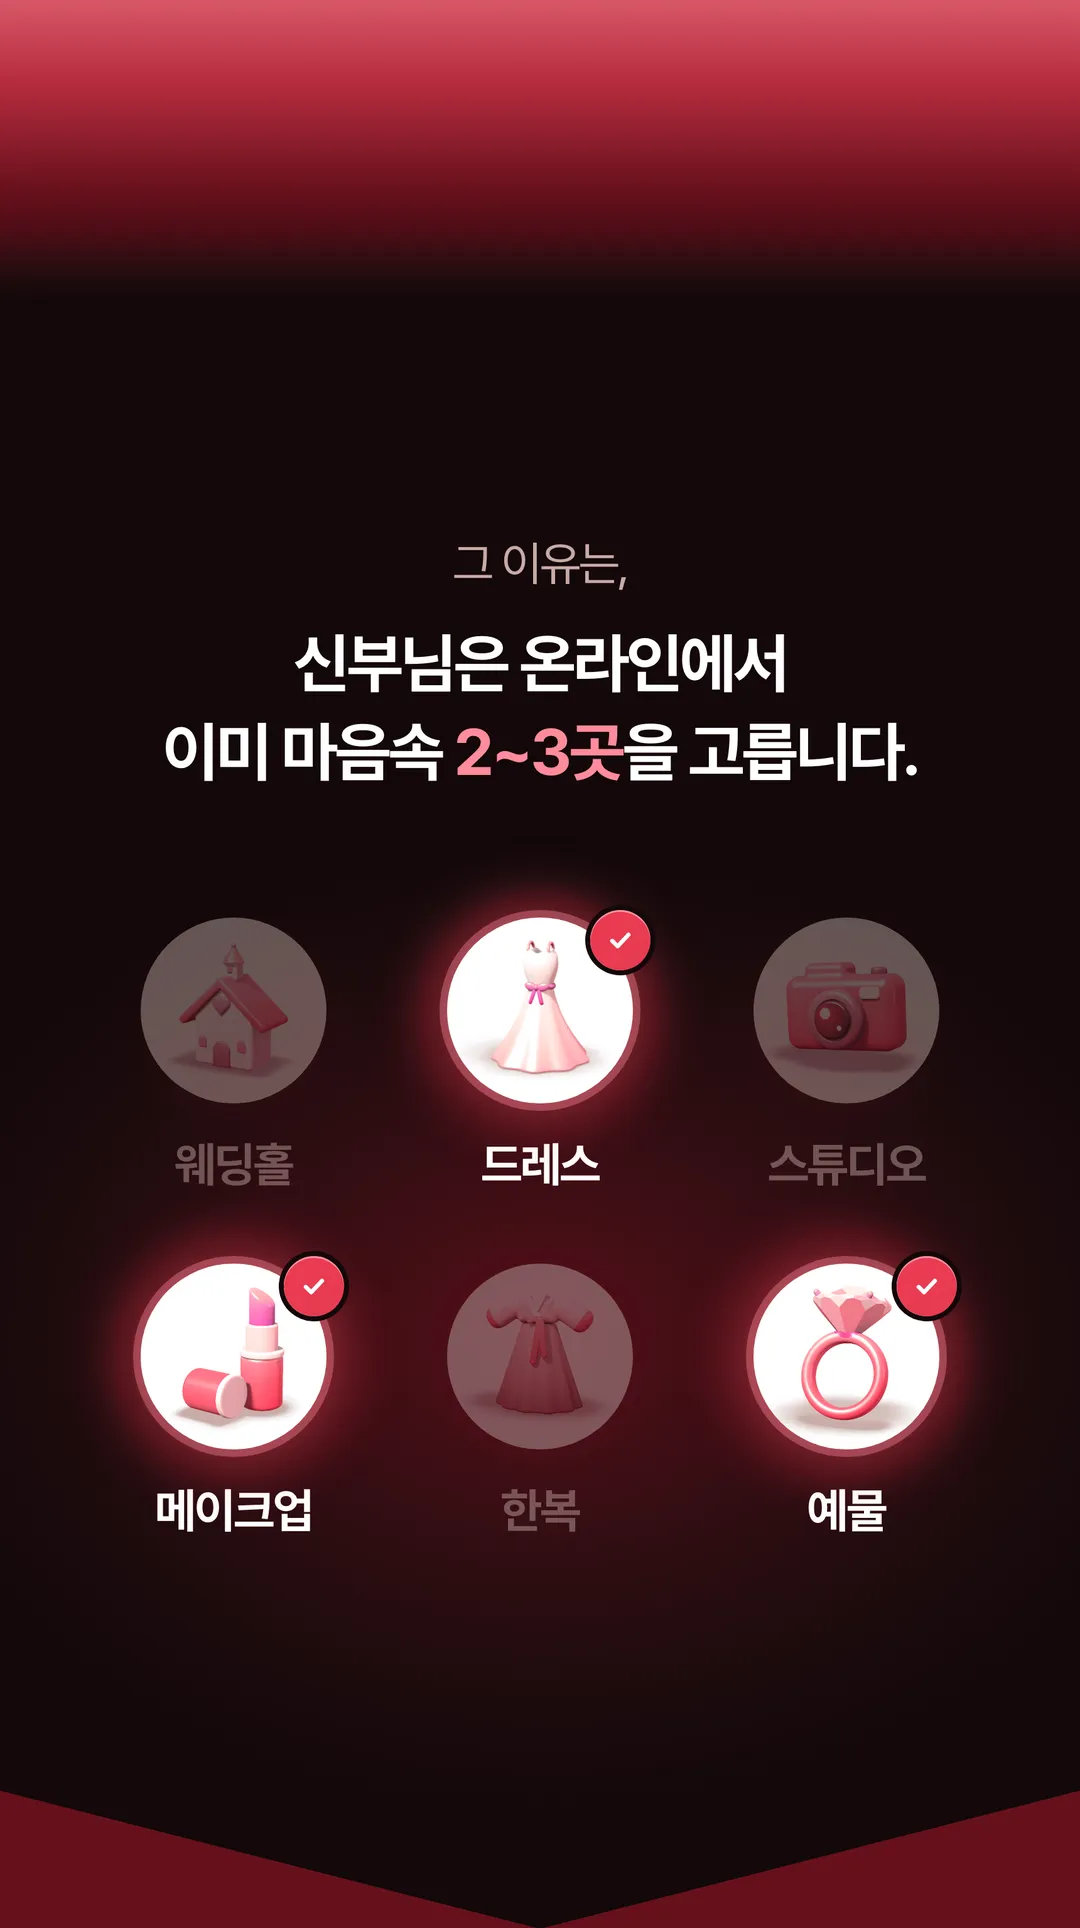 그 이유는,
신부님은 온라인에서
이미 마음속 2~3곳을 고릅니다.
웨딩홀
드레스
스튜디오
메이크업
한복
예물